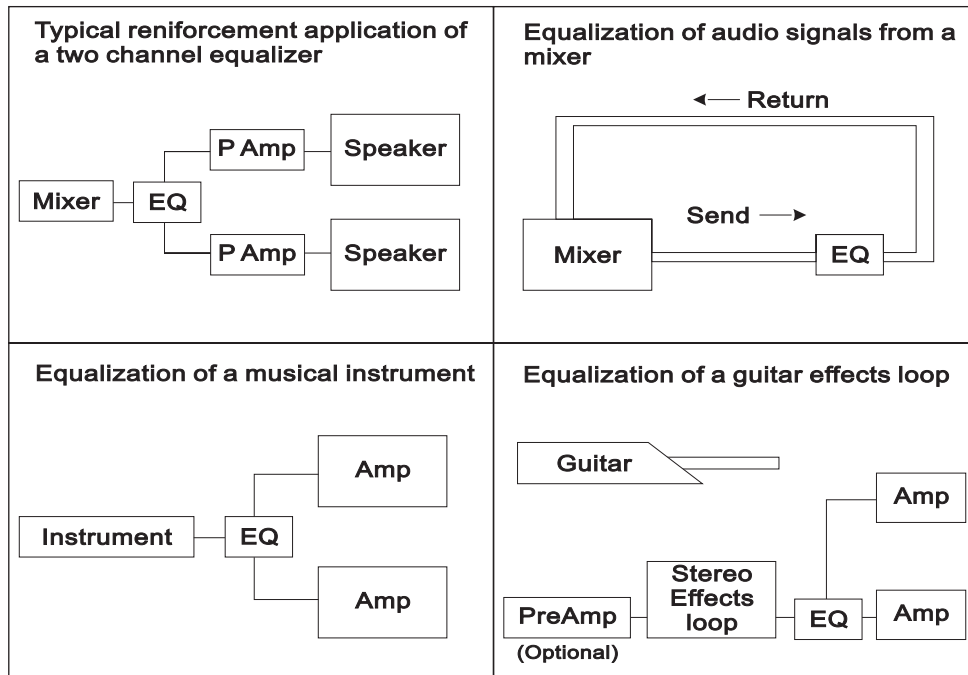 Typical reniforcement application of
a two channel equalizer
P Amp
Speaker
Mixer
EQ
P Amp
Speaker
Equalization of audio signals from a
mixer
Return
Send
Mixer
EQ
Equalization of a musical instrument
Amp
Instrument
EQ
Amp
Equalization of a guitar effects loop
Guitar
Amp
Stereo
Effects
loop
PreAmp
EQ
Amp
(Optional)